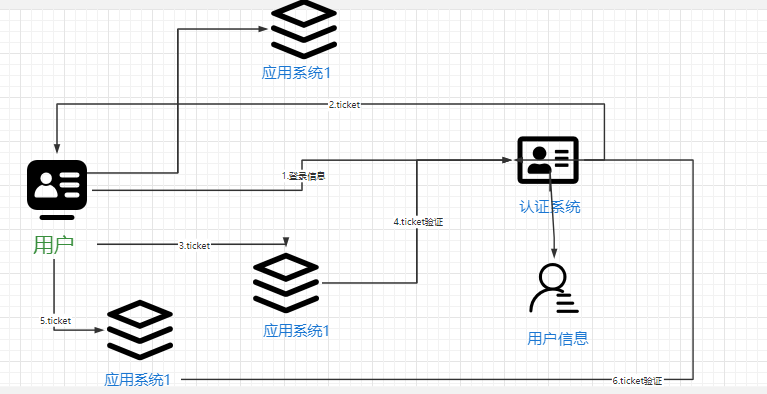 应用系统1
2.ticket
1.登录信息
认证系统
4.ticket验证
用户
3.ticket
5.ticket
应用系统1
用户信息
应用系统1
6.ticket验证